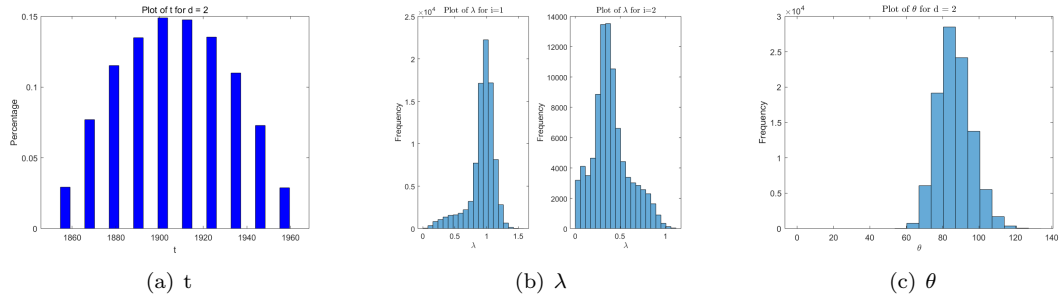 Plot of t for d = 2
0.15
0.1
0.05
0
Percentage
1860 1880 1900 1920 1940 1960
t
(a) t
2.5 ×10⁴
Plot of λ for i=1
2
1.5
1
0.5
0
Frequency
0 0.5 1 1.5
λ
Plot of λ for i=2
14000
12000
10000
8000
6000
4000
2000
0
Frequency
0 0.5 1
λ
(b) λ
3 ×10⁴
Plot of θ for d = 2
2.5
2
1.5
1
0.5
0
Frequency
0 20 40 60 80 100 120 140
θ
(c) θ